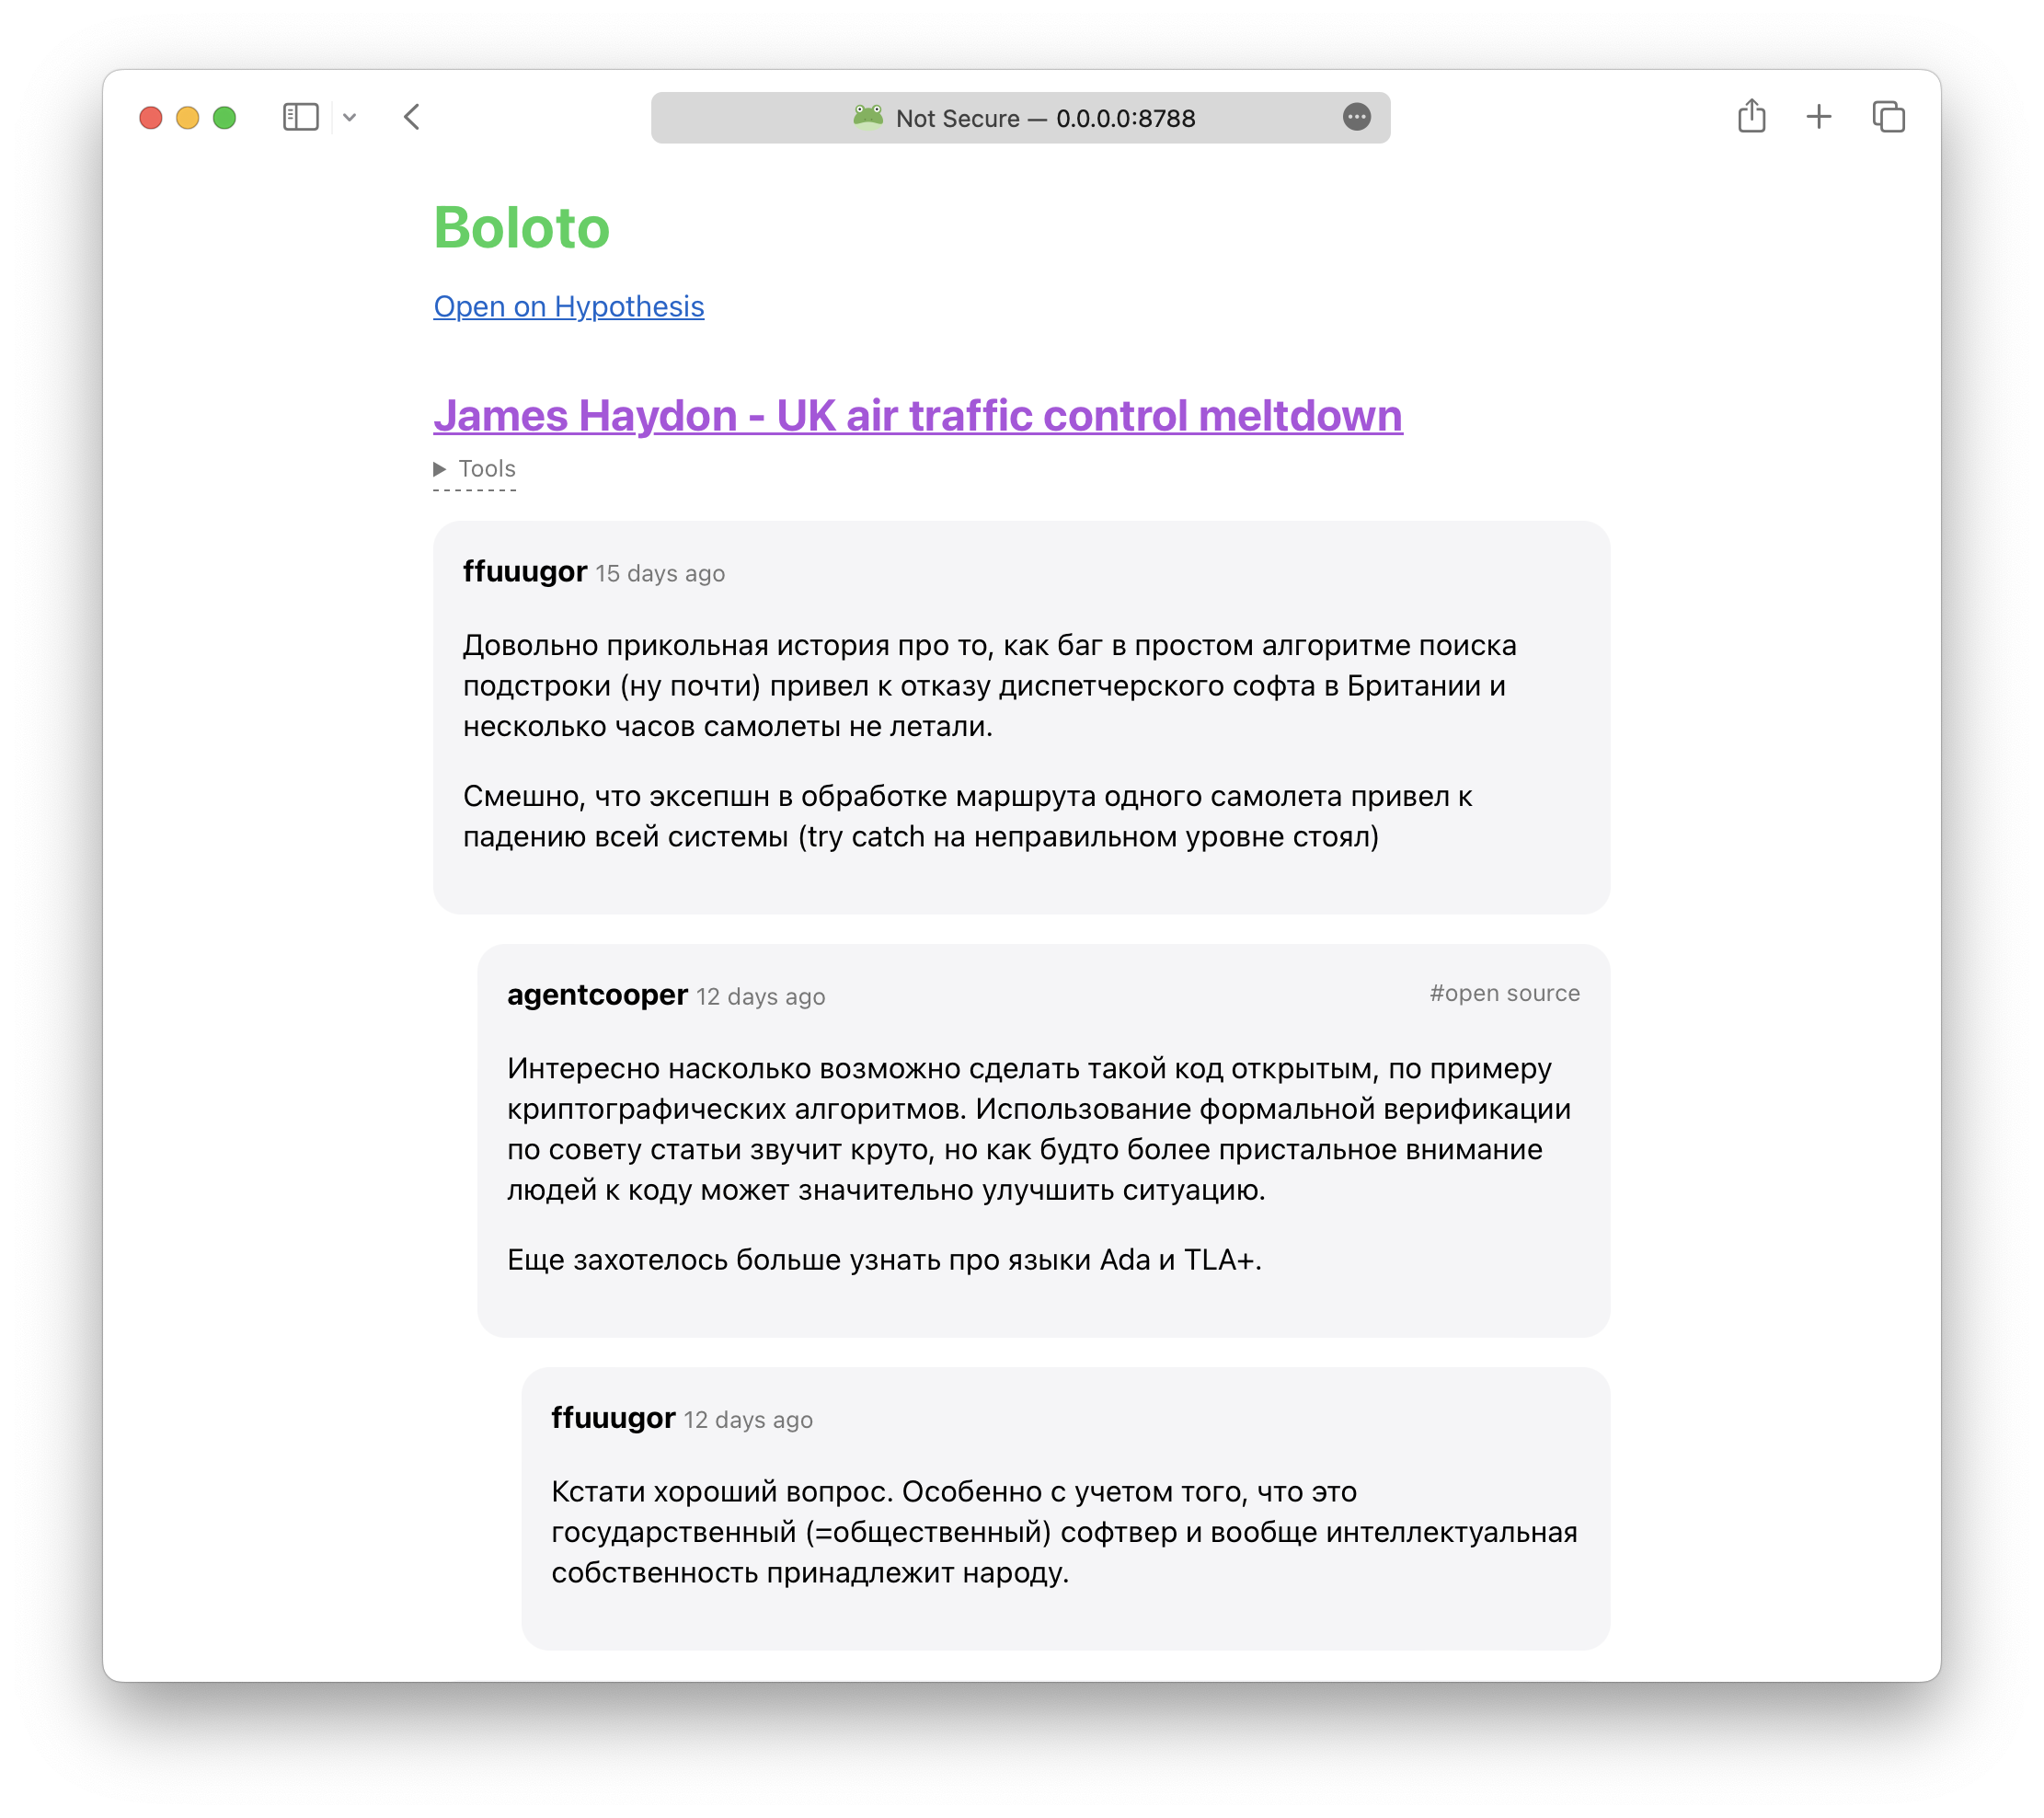 Not Secure — 0.0.0.0:8788
Boloto
Open on Hypothesis
James Haydon - UK air traffic control meltdown
Tools
ffuuugor 15 days ago
Довольно прикольная история про то, как баг в простом алгоритме поиска
подстроки (ну почти) привел к отказу диспетчерского софта в Британии и
несколько часов самолеты не летали.
Смешно, что эксепшн в обработке маршрута одного самолета привел к
падению всей системы (try catch на неправильном уровне стоял)
agentcooper 12 days ago #open source
Интересно насколько возможно сделать такой код открытым, по примеру
криптографических алгоритмов. Использование формальной верификации
по совету статьи звучит круто, но как будто более пристальное внимание
людей к коду может значительно улучшить ситуацию.
Еще захотелось больше узнать про языки Ada и TLA+.
ffuuugor 12 days ago
Кстати хороший вопрос. Особенно с учетом того, что это
государственный (=общественный) софтвер и вообще интеллектуальная
собственность принадлежит народу.